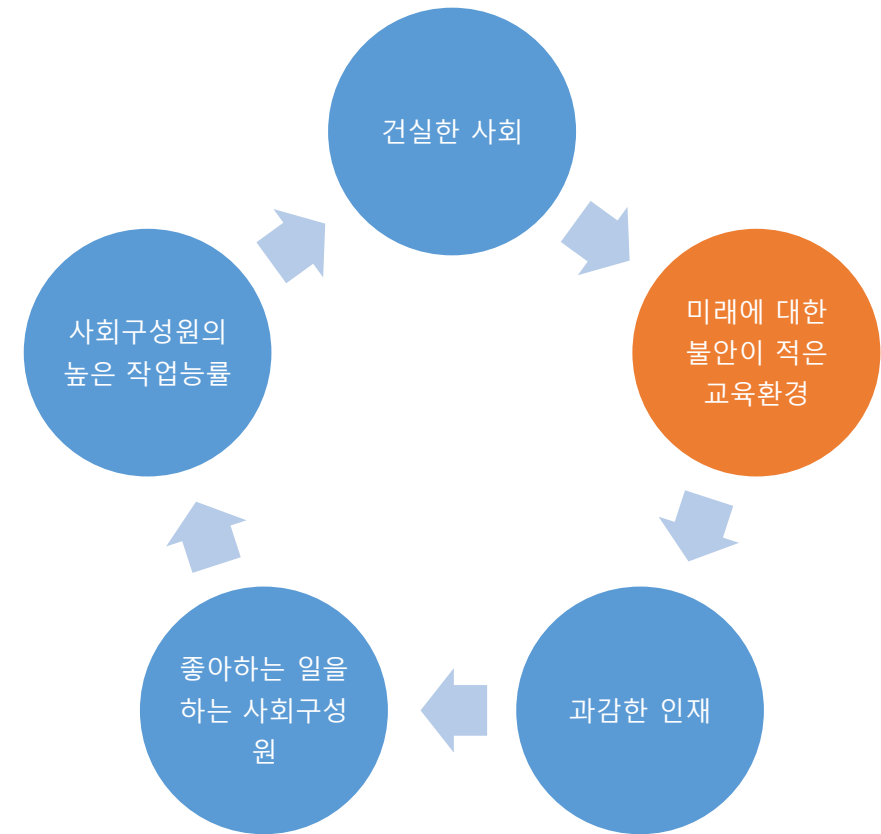 건실한 사회
미래에 대한
불안이 적은
교육환경
과감한 인재
좋아하는 일을
하는 사회구성
원
사회구성원의
높은 작업능률